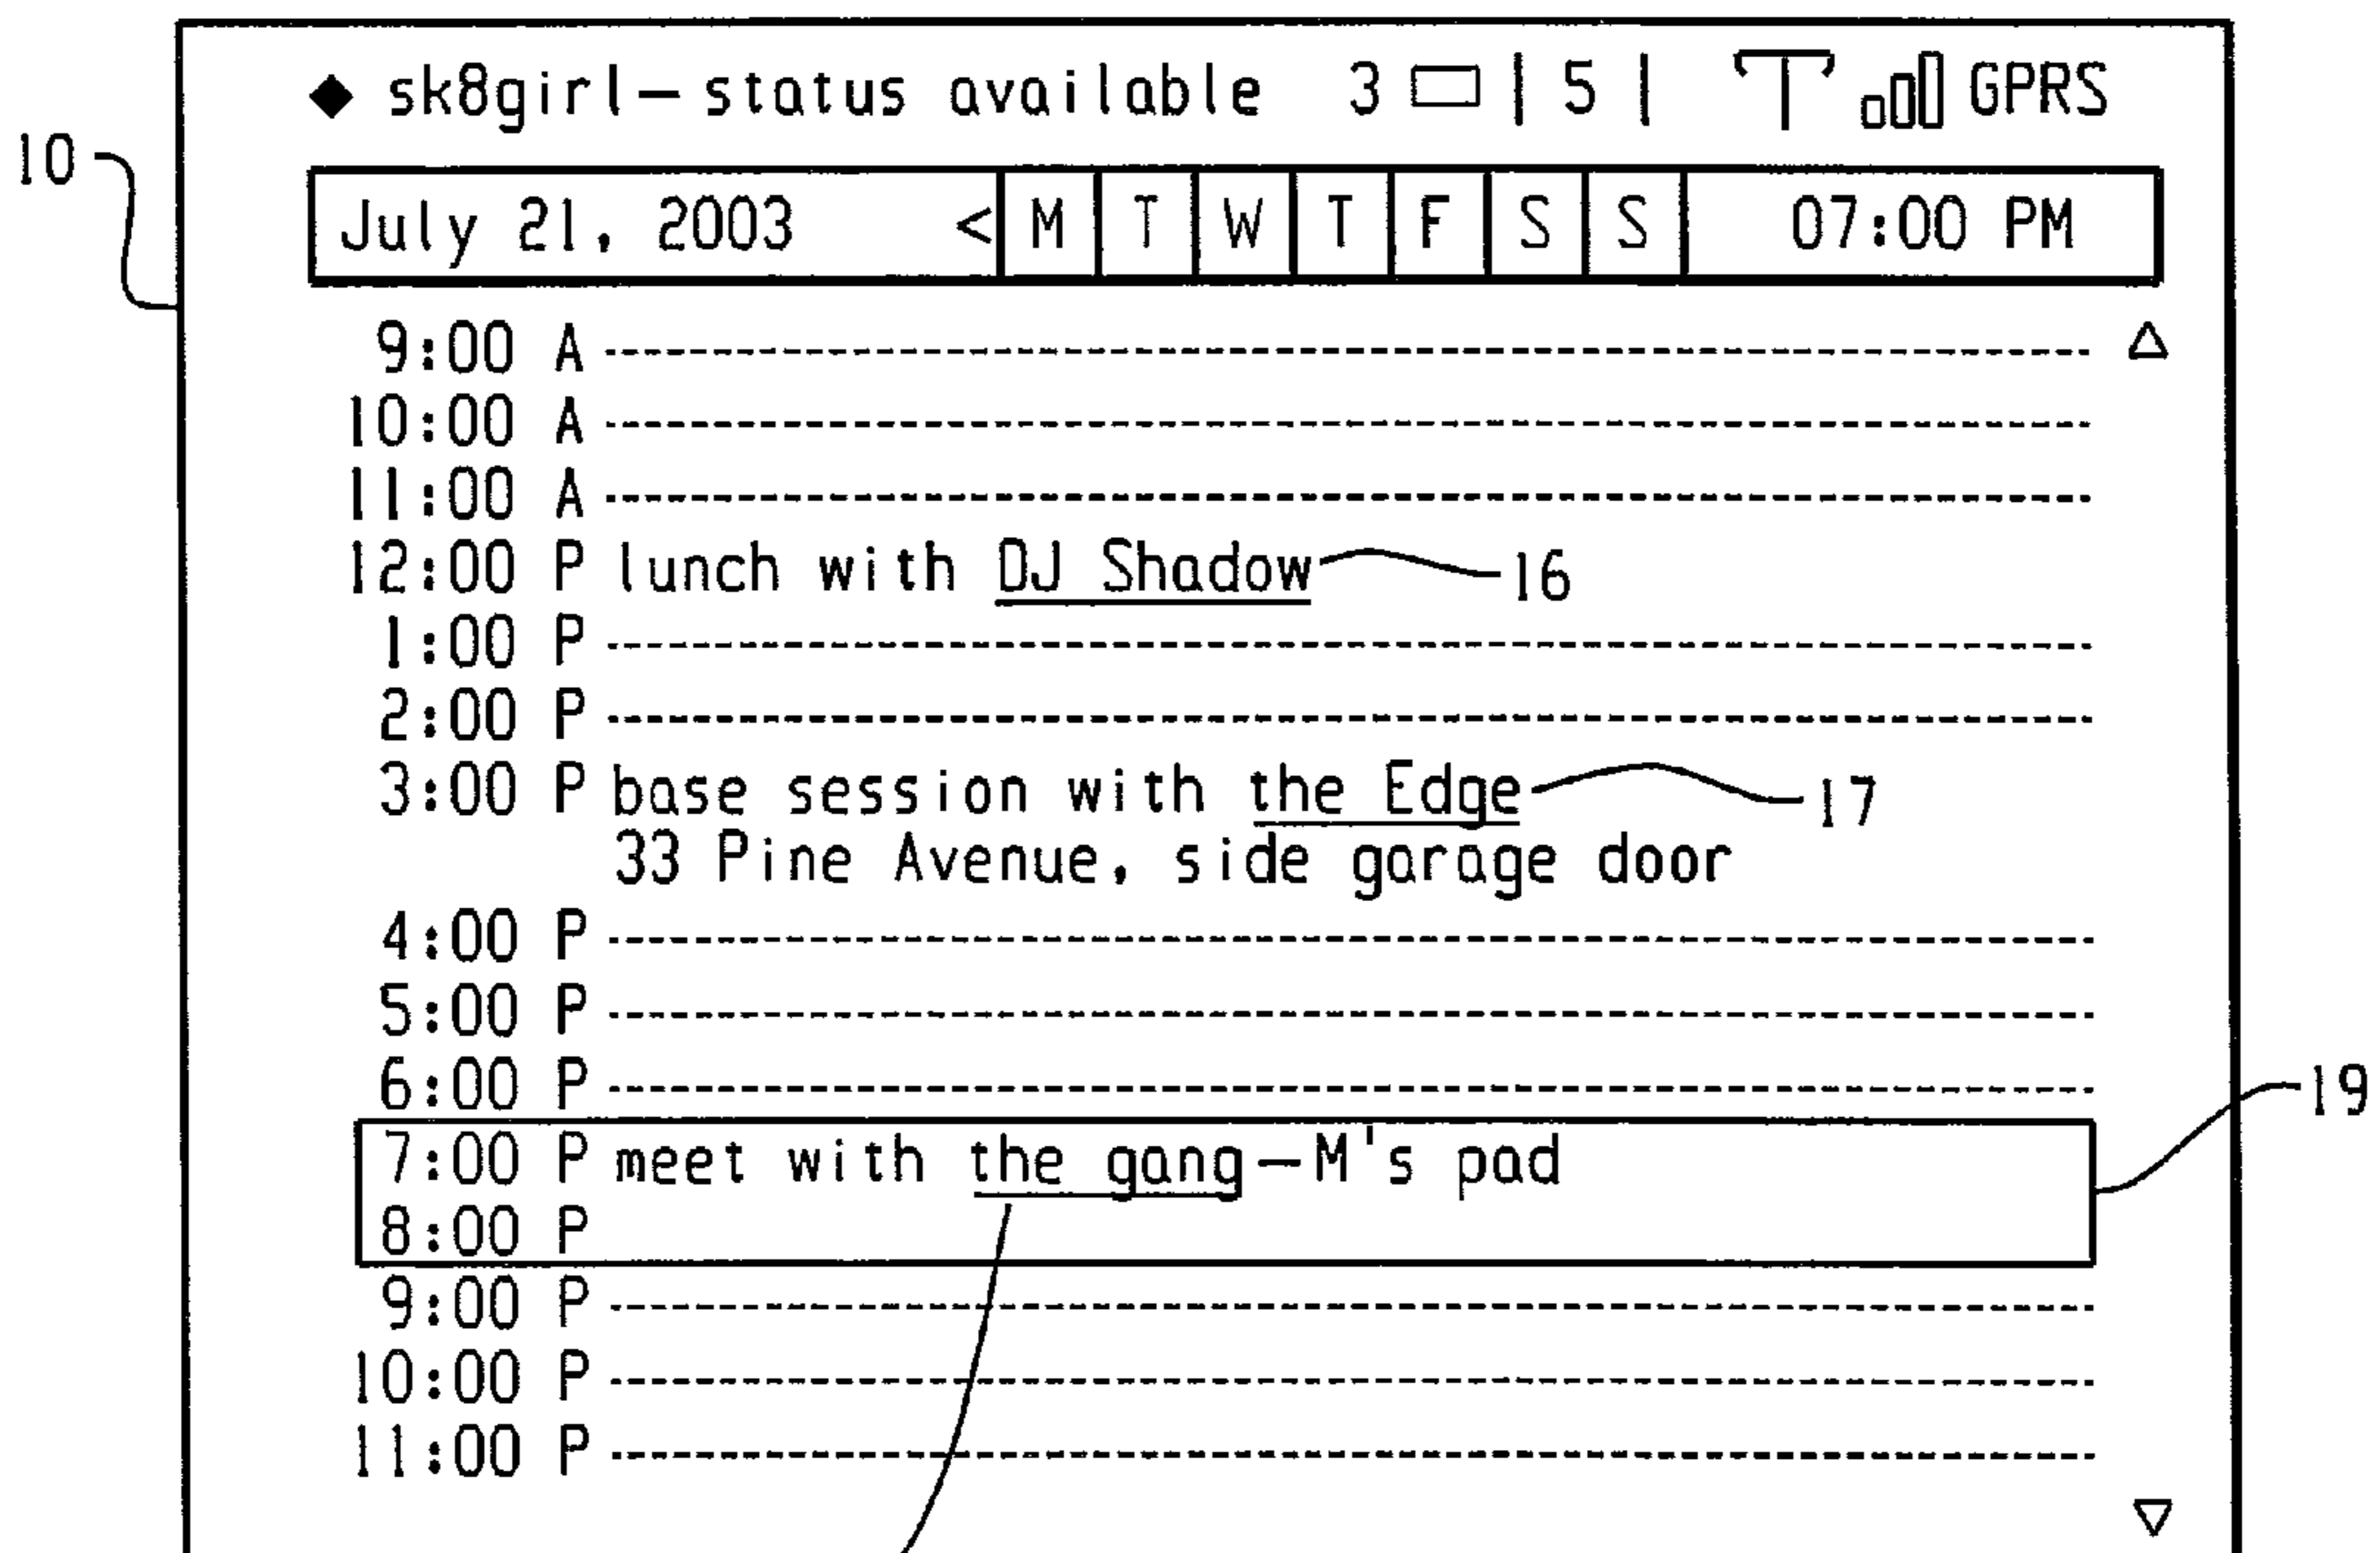 ◆ sk8girl—status available 3 | 5 | GPRS
10
July 21, 2003 < M T W T F S S 07:00 PM
9:00 A
10:00 A
11:00 A
12:00 P lunch with DJ Shadow 16
1:00 P
2:00 P
3:00 P base session with the Edge 17
33 Pine Avenue, side garage door
4:00 P
5:00 P
6:00 P
19
7:00 P meet with the gang—M's pad
8:00 P
9:00 P
10:00 P
11:00 P